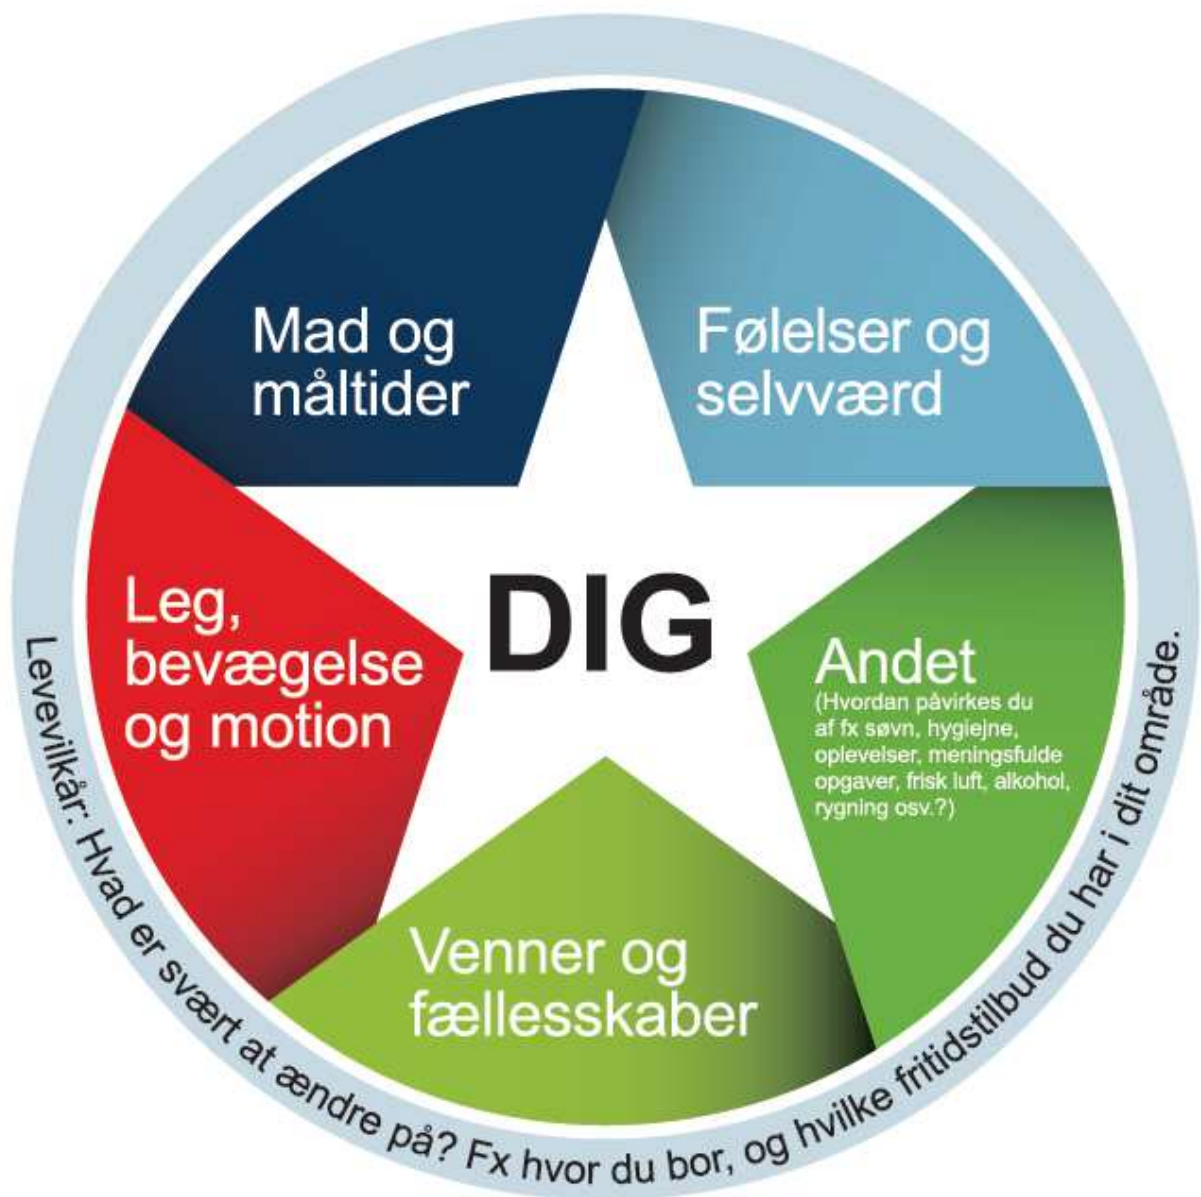 Mad og
måltider
Følelser og
selvværd
Leg,
bevægelse
og motion
DIG
Andet
(Hvordan påvirkes du
af fx søvn, hygiejne,
oplevelser, meningsfulde
opgaver, frisk luft, alkohol,
rygning osv.?)
Venner og
fællesskaber
Levevilkår: Hvad er svært at ændre på? Fx hvor du bor, og hvilke fritidstilbud du har i dit område.